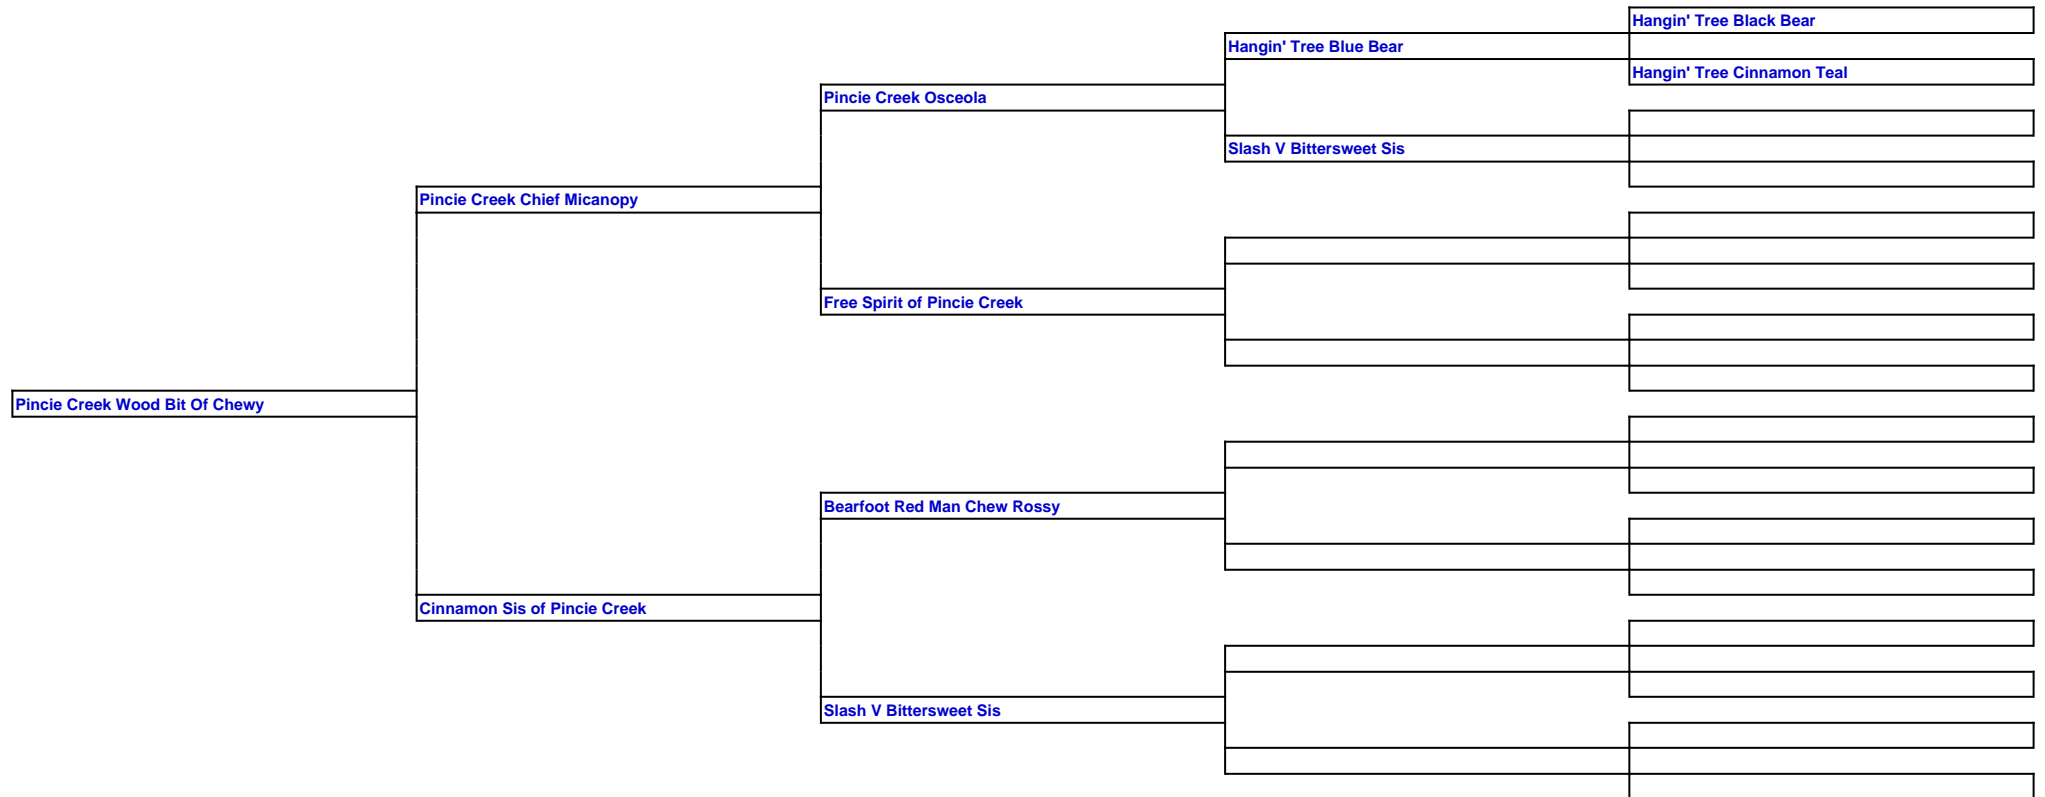 Hangin' Tree Black Bear
Hangin' Tree Blue Bear
Hangin' Tree Cinnamon Teal
Pincie Creek Osceola
Slash V Bittersweet Sis
Pincie Creek Chief Micanopy
Free Spirit of Pincie Creek
Pincie Creek Wood Bit Of Chewy
Bearfoot Red Man Chew Rossy
Cinnamon Sis of Pincie Creek
Slash V Bittersweet Sis